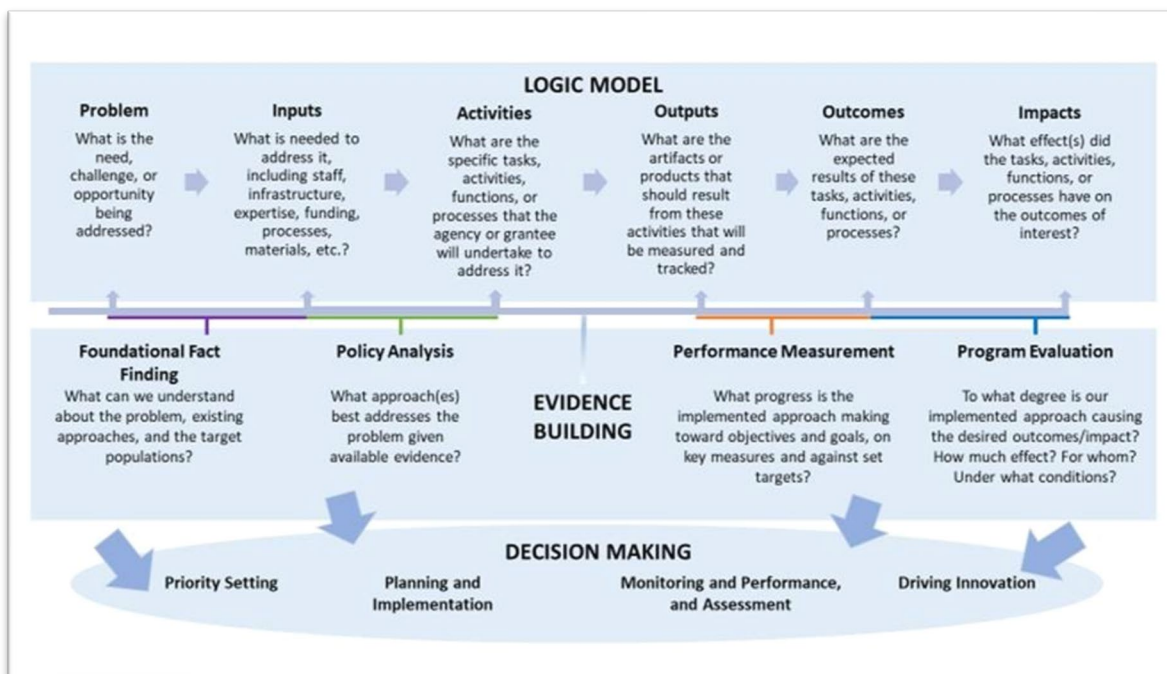 LOGIC MODEL
Problem
What is the
need,
challenge, or
opportunity
being
addressed?
Inputs
What is needed to
address it,
including staff,
infrastructure,
expertise, funding,
processes,
materials, etc.?
Activities
What are the
specific tasks,
activities,
functions, or
processes that the
agency or grantee
will undertake to
address it?
Outputs
What are the
artifacts or
products that
should result
from these
activities that will
be measured and
tracked?
Outcomes
What are the
expected
results of these
tasks, activities,
functions, or
processes?
Impacts
What effect(s) did
the tasks, activities,
functions, or
processes have on
the outcomes of
interest?
Foundational Fact
Finding
What can we understand
about the problem, existing
approaches, and the target
populations?
Policy Analysis
What approach(es)
best addresses the
problem given
available evidence?
EVIDENCE
BUILDING
Performance Measurement
What progress is the
implemented approach making
toward objectives and goals, on
key measures and against set
targets?
Program Evaluation
To what degree is our
implemented approach causing
the desired outcomes/impact?
How much effect? For whom?
Under what conditions?
DECISION MAKING
Priority Setting
Planning and
Implementation
Monitoring and Performance,
and Assessment
Driving Innovation